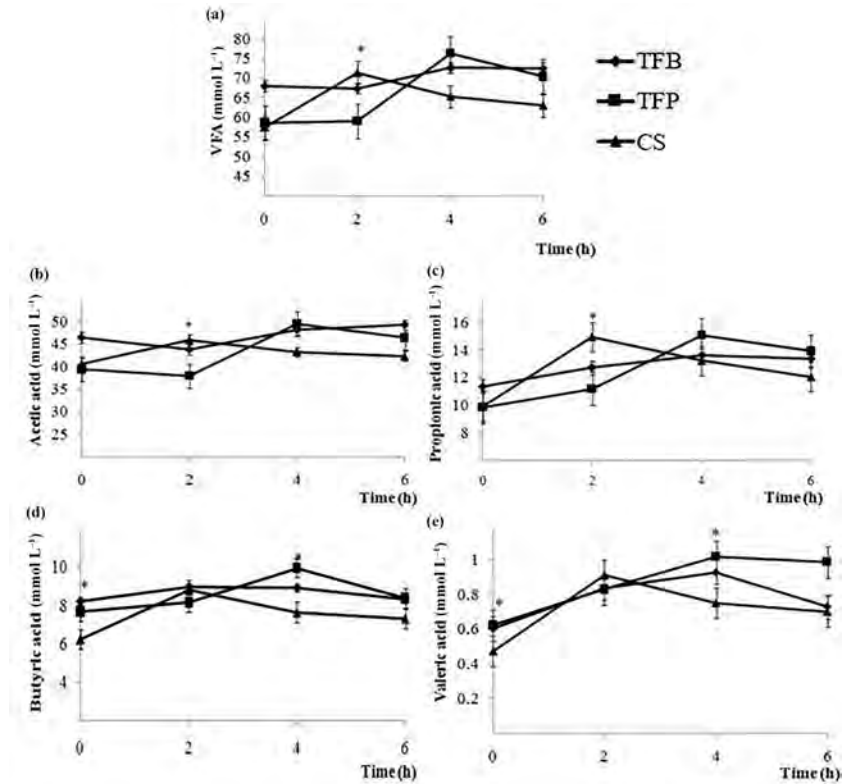 (a)
VFA (mmol L⁻¹)
80
75
70
65
60
55
50
45
*
0 2 4 6
Time (h)
TFB
TFP
CS
(b)
Acetic acid (mmol L⁻¹)
50
45
40
35
30
25
*
0 2 4 6
Time (h)
(c)
Propionic acid (mmol L⁻¹)
16
14
12
10
8
*
0 2 4 6
Time (h)
(d)
Butyric acid (mmol L⁻¹)
10
8
6
4
*
*
0 2 4 6
Time (h)
(e)
Valeric acid (mmol L⁻¹)
1
0.8
0.6
0.4
0.2
*
*
0 2 4 6
Time (h)